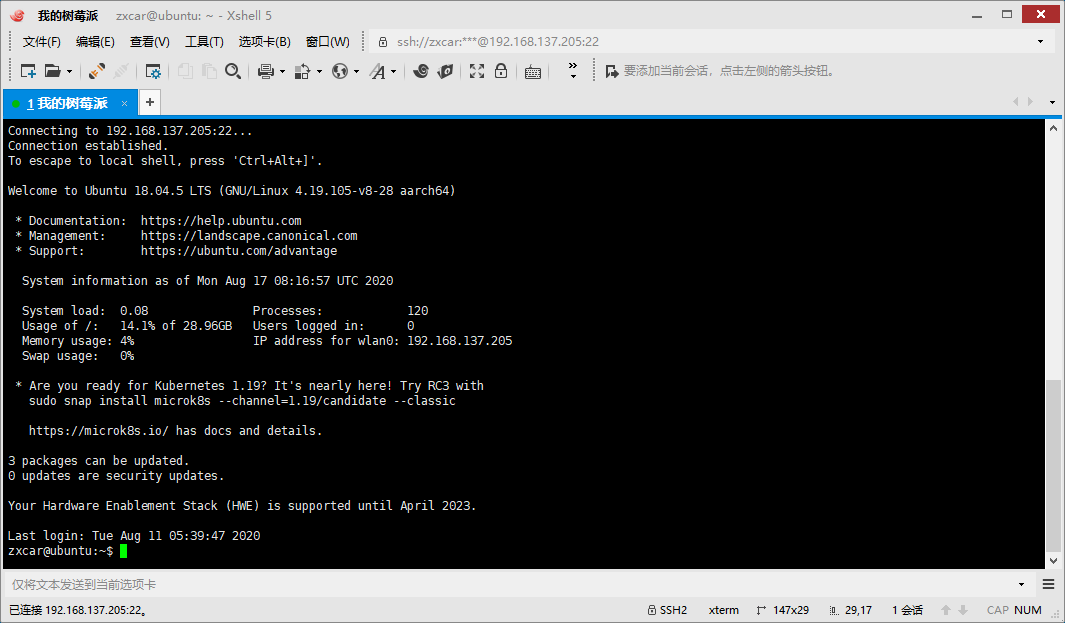 我的树莓派 zxcar@ubuntu: ~ - Xshell 5
文件(F) 编辑(E) 查看(V) 工具(T) 选项卡(B) 窗口(W) ssh://zxcar:***@192.168.137.205:22
要添加当前会话，点击左侧的箭头按钮。
1 我的树莓派 × +
Connecting to 192.168.137.205:22...
Connection established.
To escape to local shell, press 'Ctrl+Alt+]'.
Welcome to Ubuntu 18.04.5 LTS (GNU/Linux 4.19.105-v8-28 aarch64)
* Documentation:  https://help.ubuntu.com
* Management:     https://landscape.canonical.com
* Support:        https://ubuntu.com/advantage
System information as of Mon Aug 17 08:16:57 UTC 2020
System load:  0.08               Processes:            120
Usage of /:   14.1% of 28.96GB   Users logged in:      0
Memory usage: 4%                 IP address for wlan0: 192.168.137.205
Swap usage:   0%
* Are you ready for Kubernetes 1.19? It's nearly here! Try RC3 with
sudo snap install microk8s --channel=1.19/candidate --classic
https://microk8s.io/ has docs and details.
3 packages can be updated.
0 updates are security updates.
Your Hardware Enablement Stack (HWE) is supported until April 2023.
Last login: Tue Aug 11 05:39:47 2020
zxcar@ubuntu:~$
仅将文本发送到当前选项卡
已连接 192.168.137.205:22。 SSH2 xterm 147x29 29,17 1 会话 CAP NUM